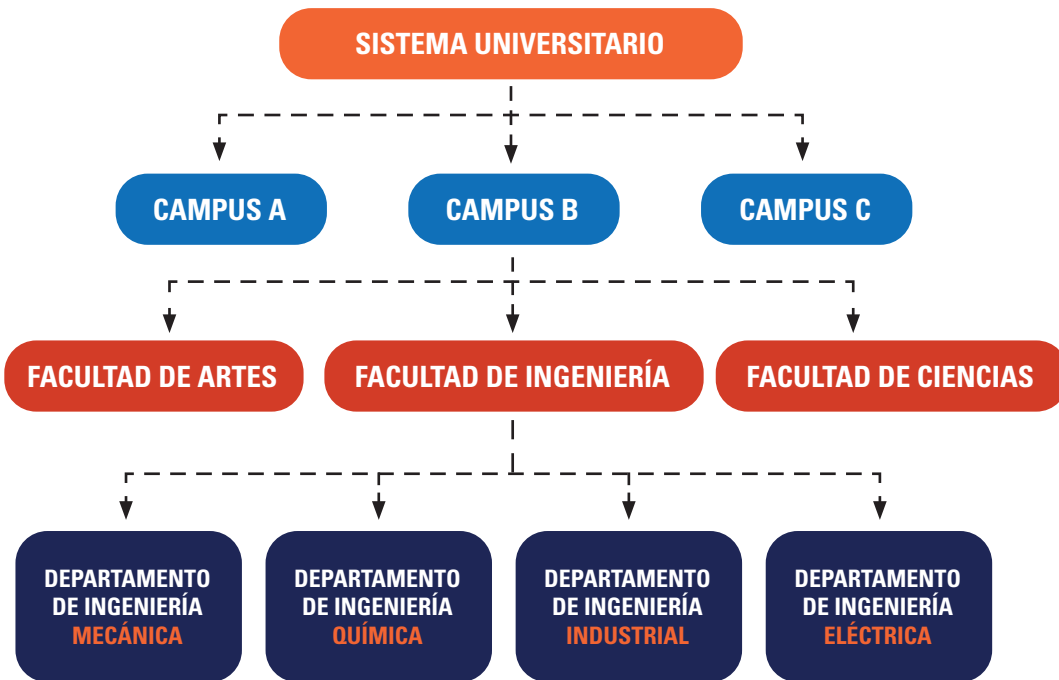 SISTEMA UNIVERSITARIO
CAMPUS A
CAMPUS B
CAMPUS C
FACULTAD DE ARTES
FACULTAD DE INGENIERÍA
FACULTAD DE CIENCIAS
DEPARTAMENTO
DE INGENIERÍA
MECÁNICA
DEPARTAMENTO
DE INGENIERÍA
QUÍMICA
DEPARTAMENTO
DE INGENIERÍA
INDUSTRIAL
DEPARTAMENTO
DE INGENIERÍA
ELÉCTRICA